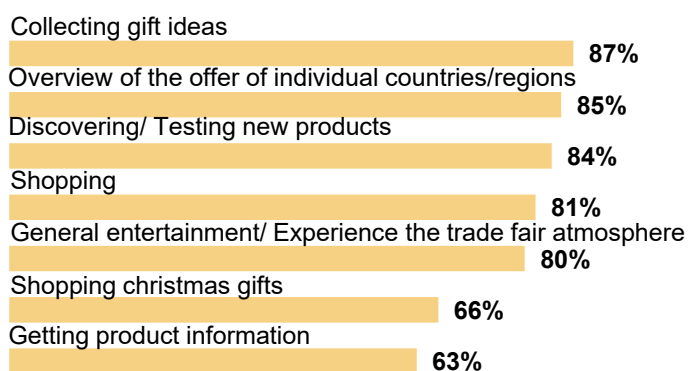 Collecting gift ideas
87%
Overview of the offer of individual countries/regions
85%
Discovering/ Testing new products
84%
Shopping
81%
General entertainment/ Experience the trade fair atmosphere
80%
Shopping christmas gifts
66%
Getting product information
63%